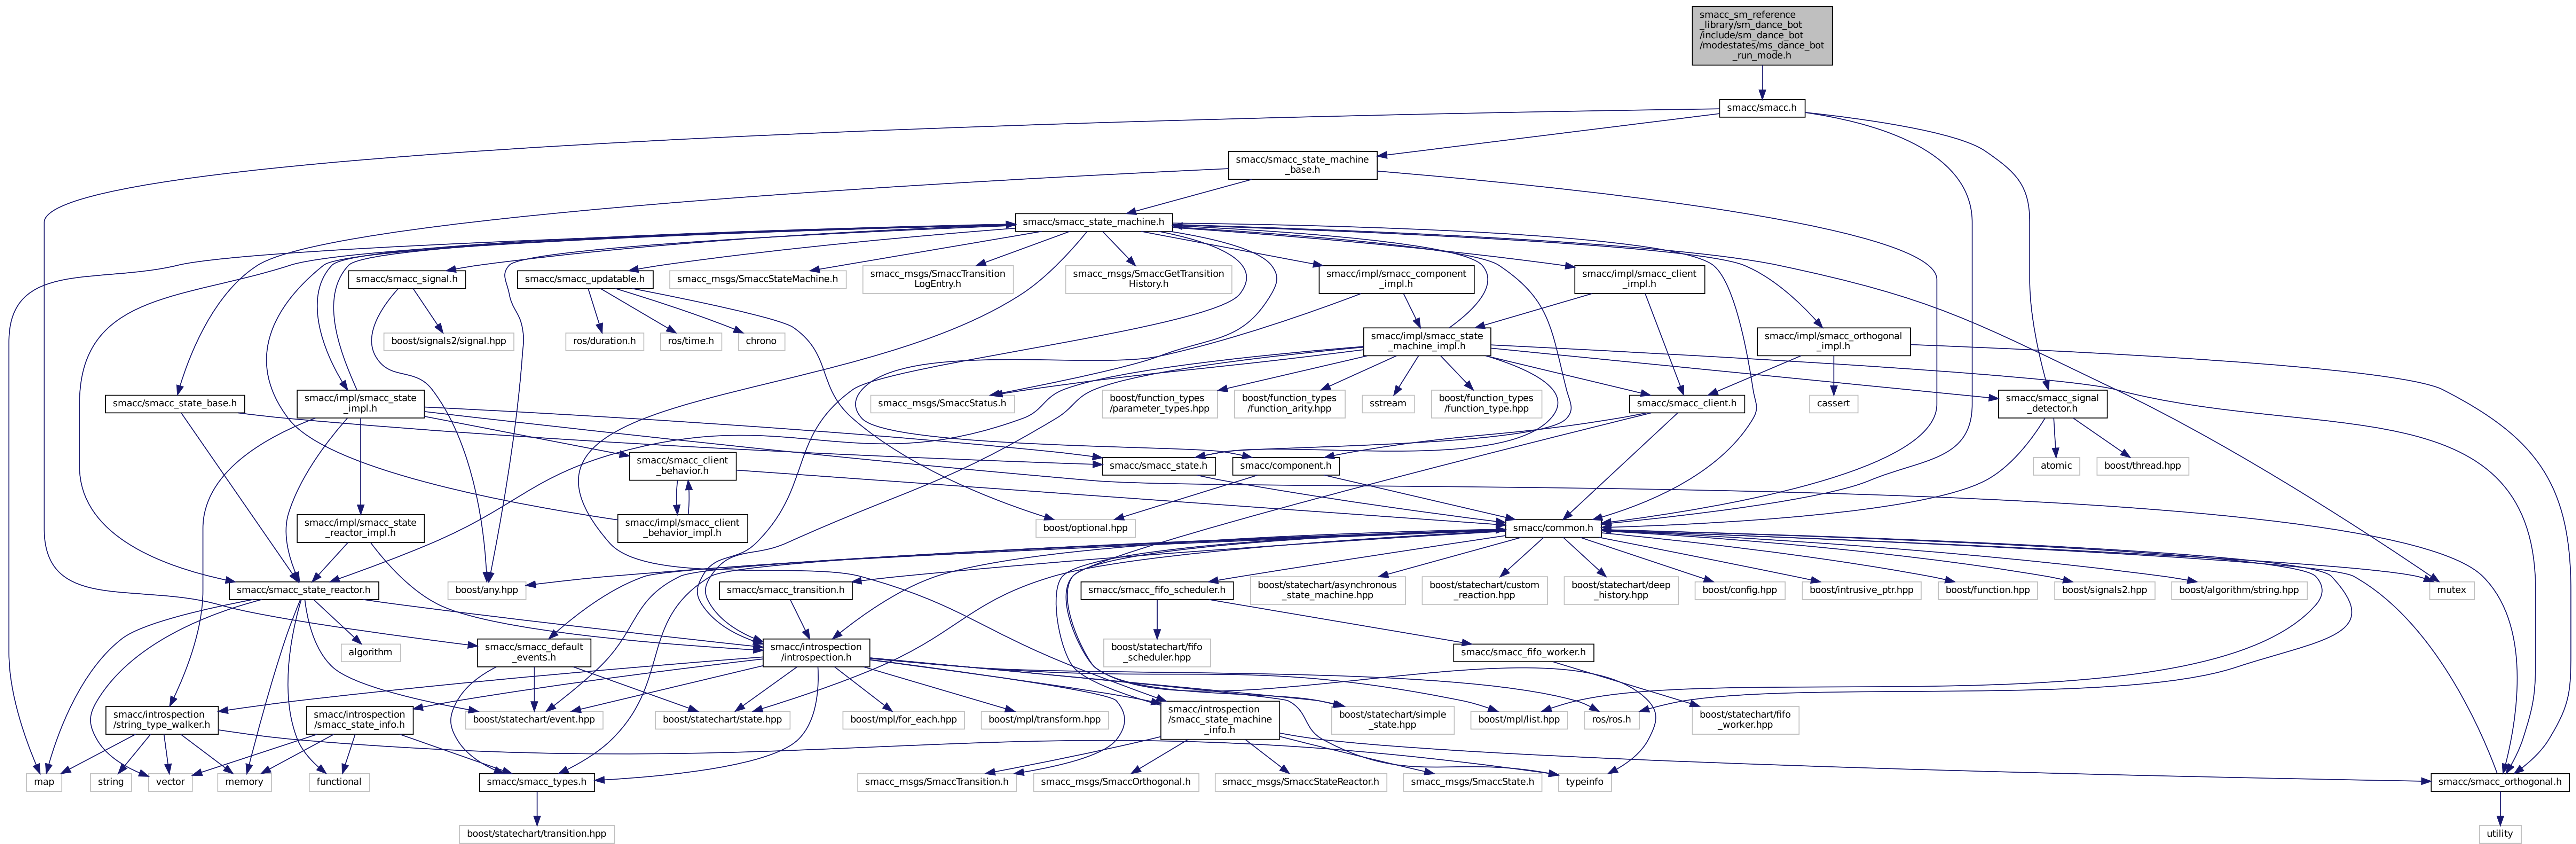 smacc_sm_reference
_library/sm_dance_bot
/include/sm_dance_bot
/modestates/ms_dance_bot
_run_mode.h
smacc/smacc.h
smacc/smacc_state_machine
_base.h
smacc/smacc_state_machine.h
smacc/smacc_signal.h
smacc/smacc_updatable.h
smacc_msgs/SmaccStateMachine.h
smacc_msgs/SmaccTransition
LogEntry.h
smacc_msgs/SmaccGetTransition
History.h
smacc/impl/smacc_component
_impl.h
smacc/impl/smacc_client
_impl.h
boost/signals2/signal.hpp
ros/duration.h
ros/time.h
chrono
smacc/impl/smacc_state
_machine_impl.h
smacc/impl/smacc_orthogonal
_impl.h
smacc/smacc_state_base.h
smacc/impl/smacc_state
_impl.h
smacc_msgs/SmaccStatus.h
boost/function_types
/parameter_types.hpp
boost/function_types
/function_arity.hpp
sstream
boost/function_types
/function_type.hpp
smacc/smacc_client.h
cassert
smacc/smacc_signal
_detector.h
smacc/smacc_client
_behavior.h
smacc/smacc_state.h
smacc/component.h
atomic
boost/thread.hpp
smacc/impl/smacc_state
_reactor_impl.h
smacc/impl/smacc_client
_behavior_impl.h
boost/optional.hpp
smacc/common.h
smacc/smacc_state_reactor.h
boost/any.hpp
smacc/smacc_transition.h
smacc/smacc_fifo_scheduler.h
boost/statechart/asynchronous
_state_machine.hpp
boost/statechart/custom
_reaction.hpp
boost/statechart/deep
_history.hpp
boost/config.hpp
boost/intrusive_ptr.hpp
boost/function.hpp
boost/signals2.hpp
boost/algorithm/string.hpp
mutex
algorithm
smacc/smacc_default
_events.h
smacc/introspection
/introspection.h
boost/statechart/fifo
_scheduler.hpp
smacc/smacc_fifo_worker.h
smacc/introspection
/string_type_walker.h
smacc/introspection
/smacc_state_info.h
boost/statechart/event.hpp
boost/statechart/state.hpp
boost/mpl/for_each.hpp
boost/mpl/transform.hpp
smacc/introspection
/smacc_state_machine
_info.h
boost/statechart/simple
_state.hpp
boost/mpl/list.hpp
ros/ros.h
boost/statechart/fifo
_worker.hpp
map
string
vector
memory
functional
smacc/smacc_types.h
smacc_msgs/SmaccTransition.h
smacc_msgs/SmaccOrthogonal.h
smacc_msgs/SmaccStateReactor.h
smacc_msgs/SmaccState.h
typeinfo
smacc/smacc_orthogonal.h
boost/statechart/transition.hpp
utility